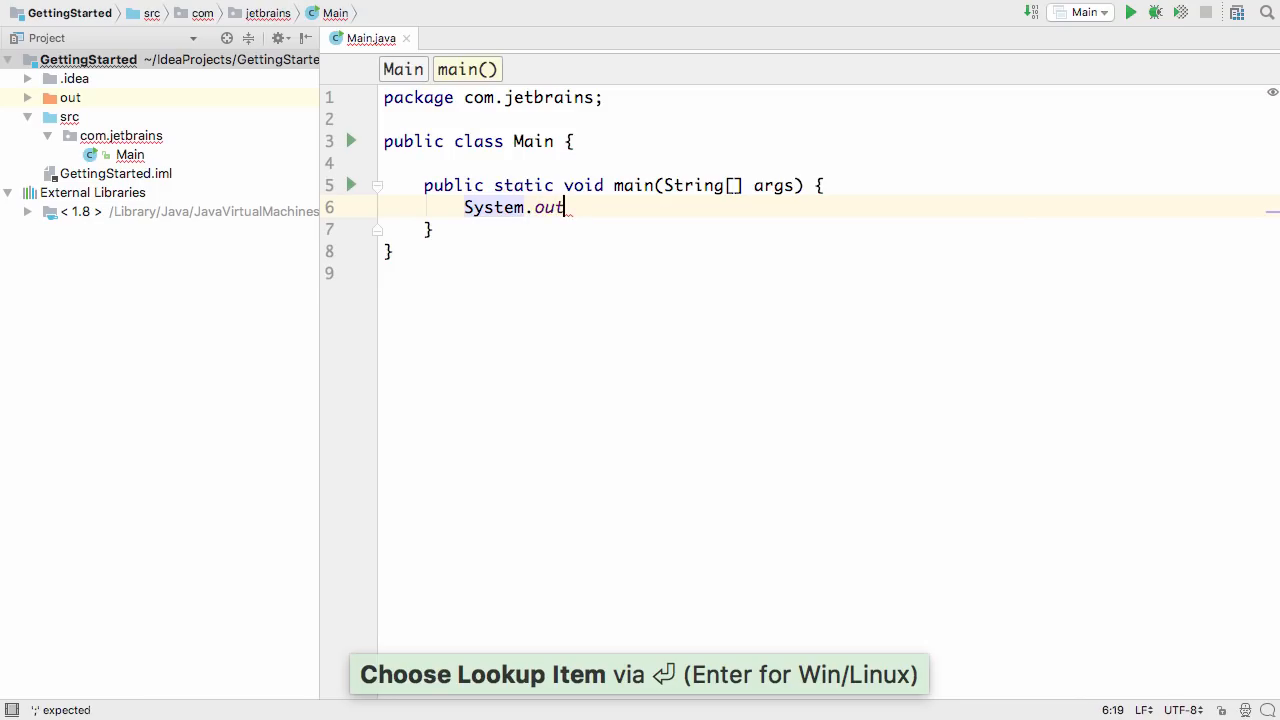 GettingStarted src com jetbrains Main
Main
Project
Main.java
GettingStarted ~/IdeaProjects/GettingStarte
Main main()
.idea
out
src
com.jetbrains
Main
GettingStarted.iml
External Libraries
< 1.8 > /Library/Java/JavaVirtualMachines
1 package com.jetbrains;
2
3 public class Main {
4
5 public static void main(String[] args) {
6 System.out
7 }
8 }
9
Choose Lookup Item via ⏎ (Enter for Win/Linux)
';' expected
6:19 LF UTF-8